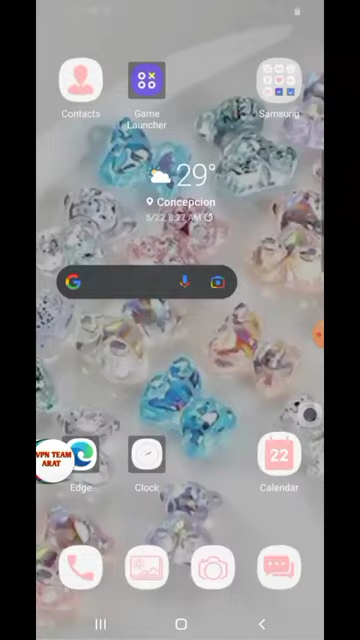 Contacts
Game
Launcher
Samsung
29°
Concepcion
5/22, 8:27 AM
VPN TEAM
ARAT
Edge
Clock
22
Calendar